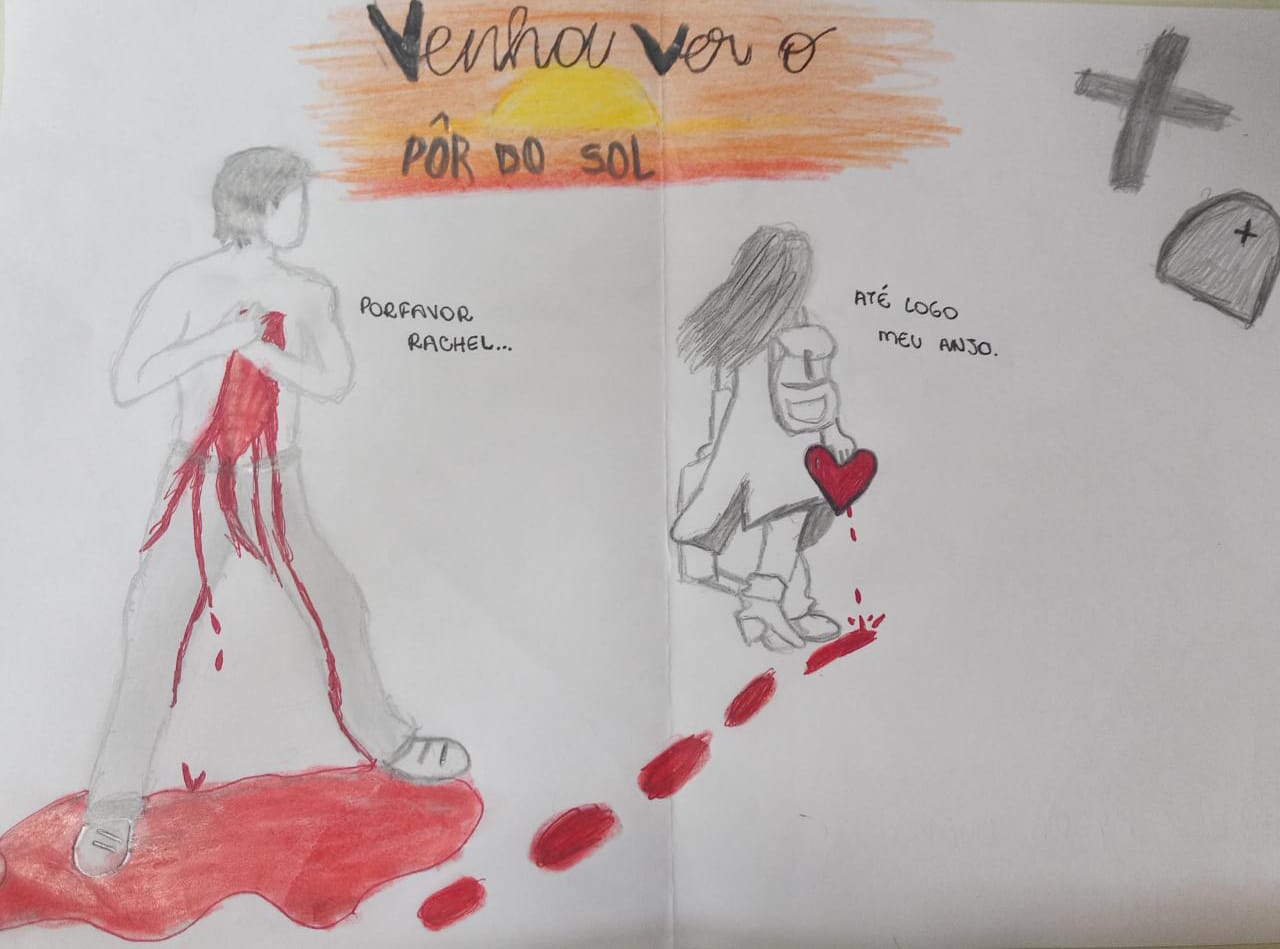 Venha Ver o
PÔR DO SOL
PORFAVOR
RACHEL...
ATÉ LOGO
MEU ANJO.